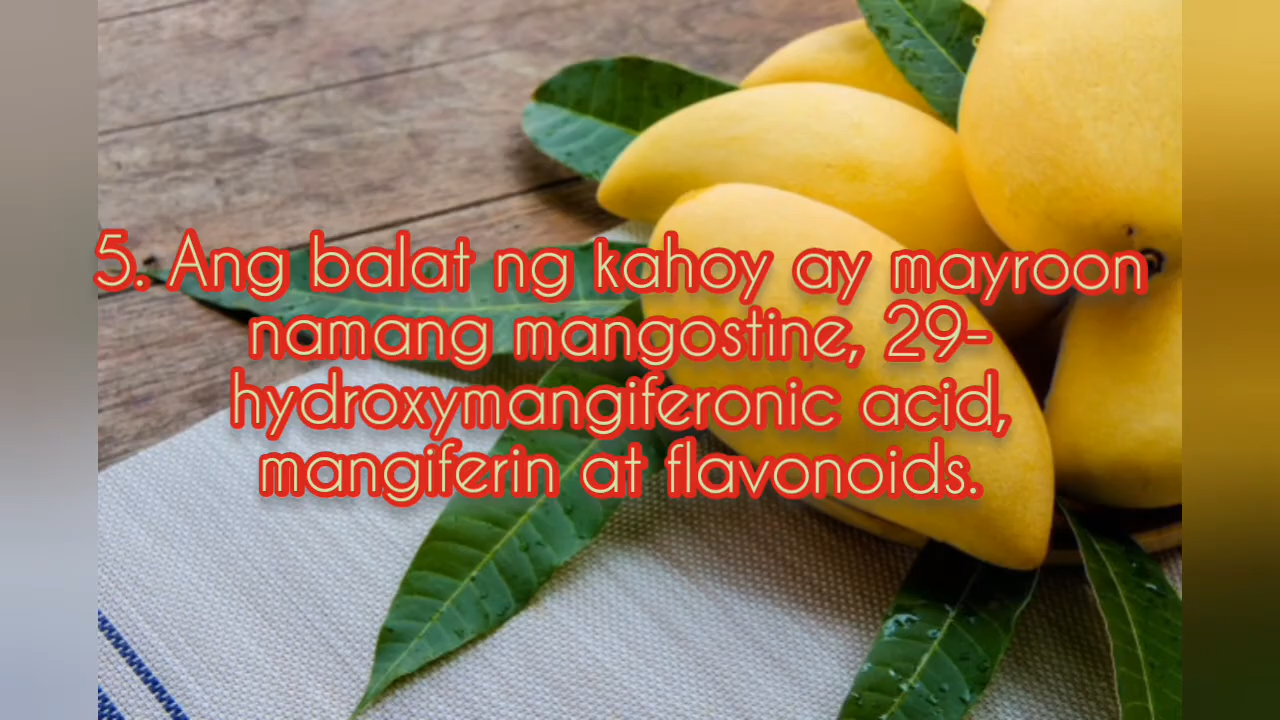 5. Ang balat ng kahoy ay mayroon
namang mangostine, 29-
hydroxymangiferonic acid,
mangiferin at flavonoids.